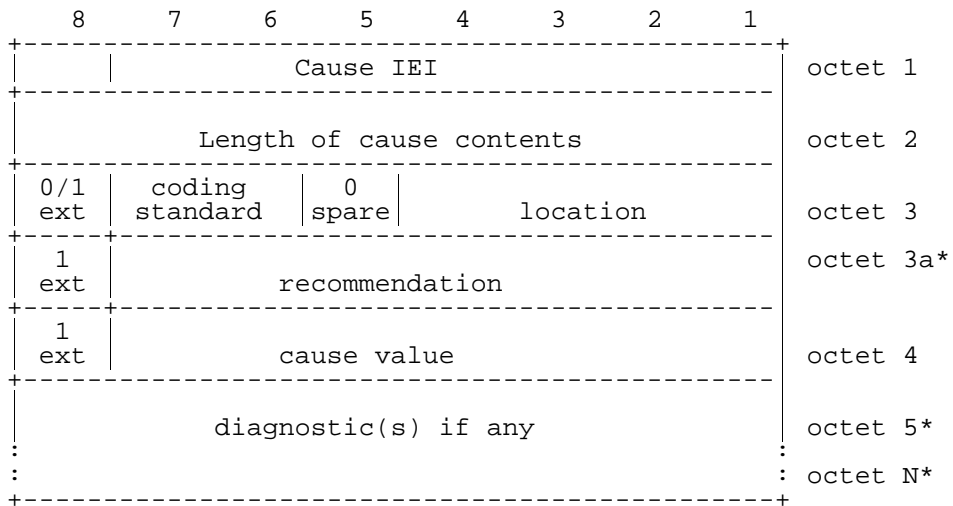 8 7 6 5 4 3 2 1
Cause IEI octet 1
Length of cause contents octet 2
0/1 coding 0
ext standard spare location octet 3
1 octet 3a*
ext recommendation
1
ext cause value octet 4
diagnostic(s) if any octet 5*
: :
: : octet N*